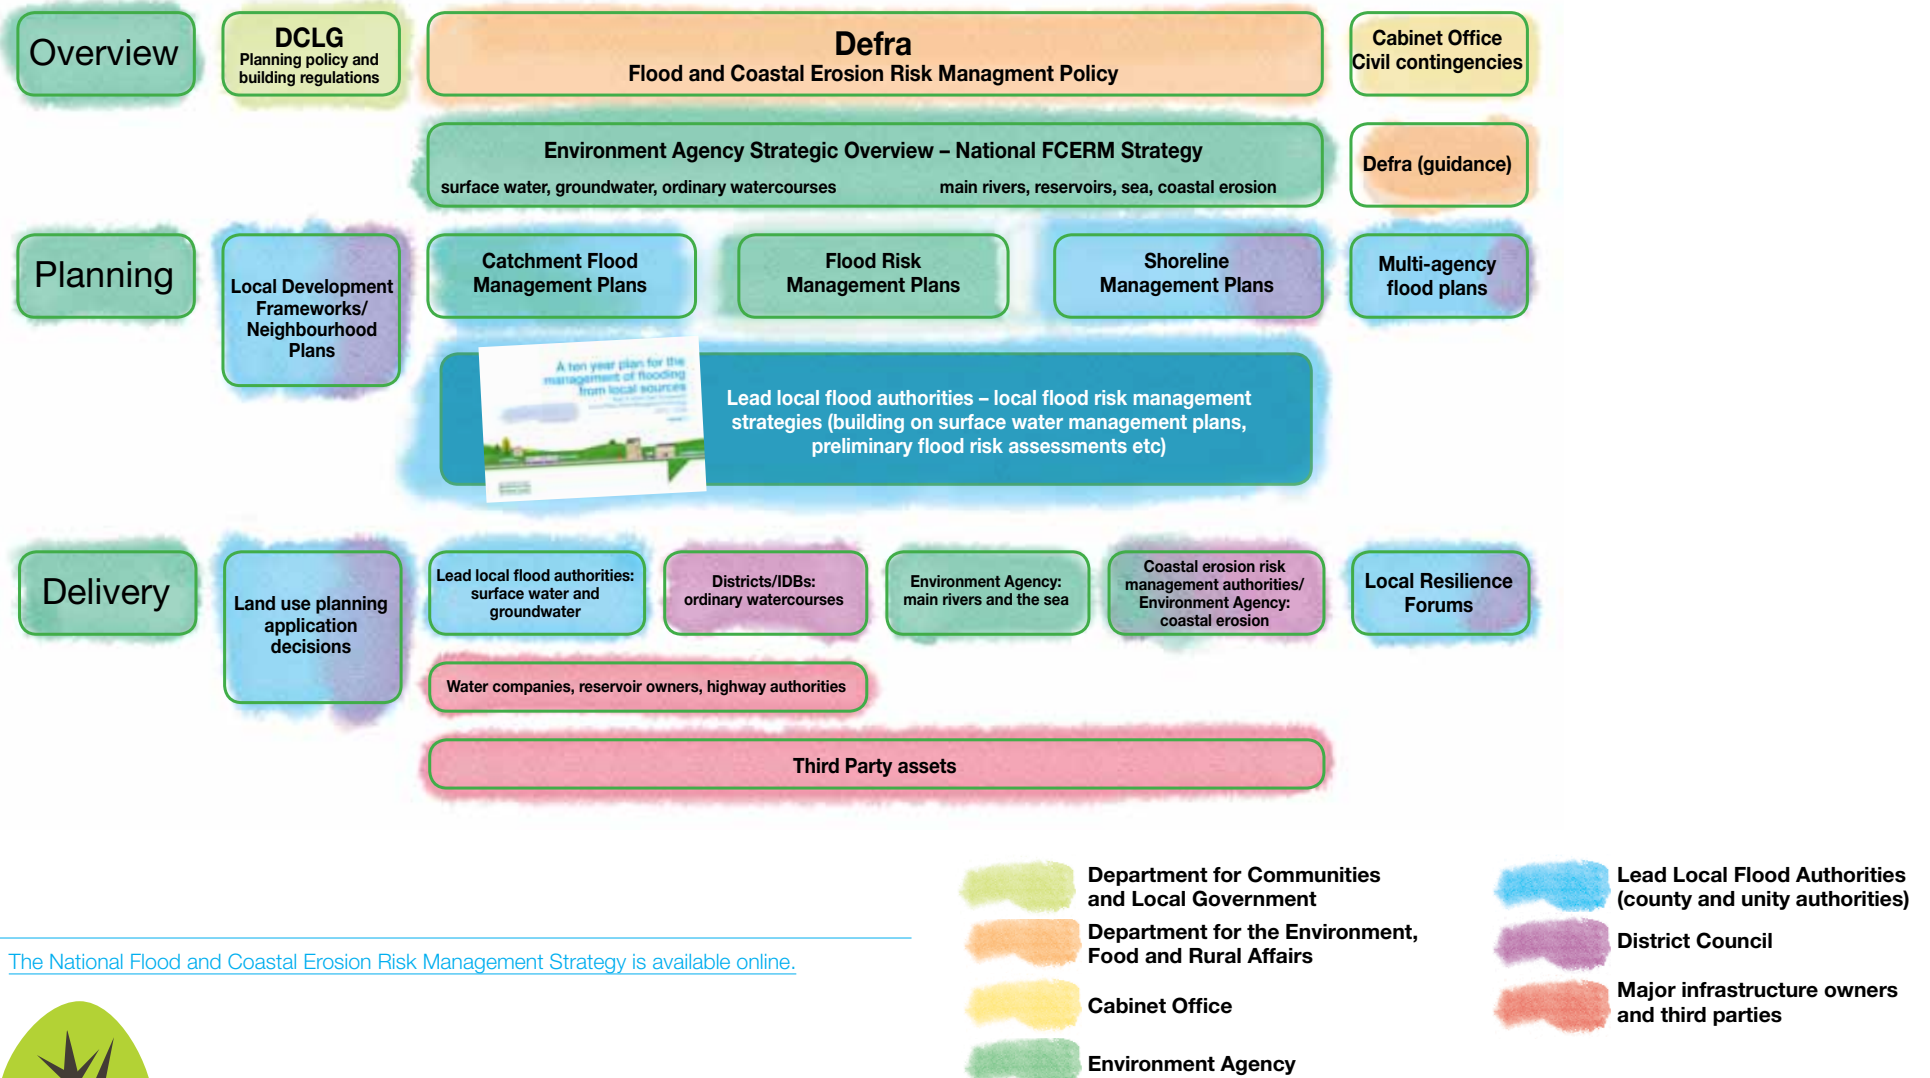 Overview
DCLG
Planning policy and
building regulations
Defra
Flood and Coastal Erosion Risk Managment Policy
Cabinet Office
Civil contingencies
Environment Agency Strategic Overview – National FCERM Strategy
surface water, groundwater, ordinary watercourses
main rivers, reservoirs, sea, coastal erosion
Defra (guidance)
Planning
Local Development
Frameworks/
Neighbourhood
Plans
Catchment Flood
Management Plans
Flood Risk
Management Plans
Shoreline
Management Plans
Multi-agency
flood plans
A ten year plan for the
management of flooding
from local sources
Lead local flood authorities – local flood risk management
strategies (building on surface water management plans,
preliminary flood risk assessments etc)
Delivery
Land use planning
application
decisions
Lead local flood authorities:
surface water and
groundwater
Districts/IDBs:
ordinary watercourses
Environment Agency:
main rivers and the sea
Coastal erosion risk
management authorities/
Environment Agency:
coastal erosion
Local Resilience
Forums
Water companies, reservoir owners, highway authorities
Third Party assets
Department for Communities
and Local Government
Department for the Environment,
Food and Rural Affairs
Cabinet Office
Environment Agency
Lead Local Flood Authorities
(county and unity authorities)
District Council
Major infrastructure owners
and third parties
The National Flood and Coastal Erosion Risk Management Strategy is available online.